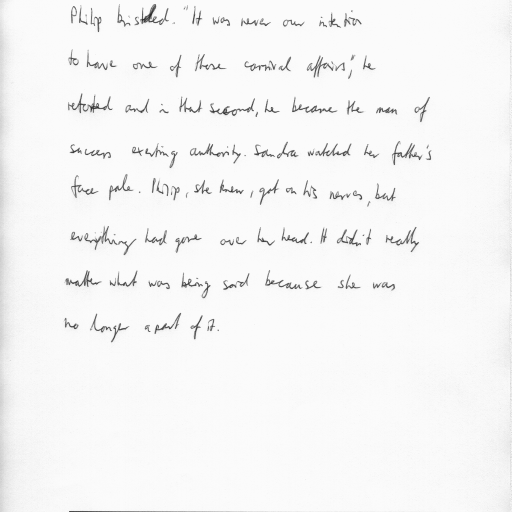 Philip bristled. "It was never our intention
to have one of those carnival affairs," he
retorted and in that second, he became the man of
success exerting authority. Sandra watched her father's
face pale. Philip, she knew, got on his nerves, but
everything had gone over her head. It didn't really
matter what was being said because she was
no longer a part of it.